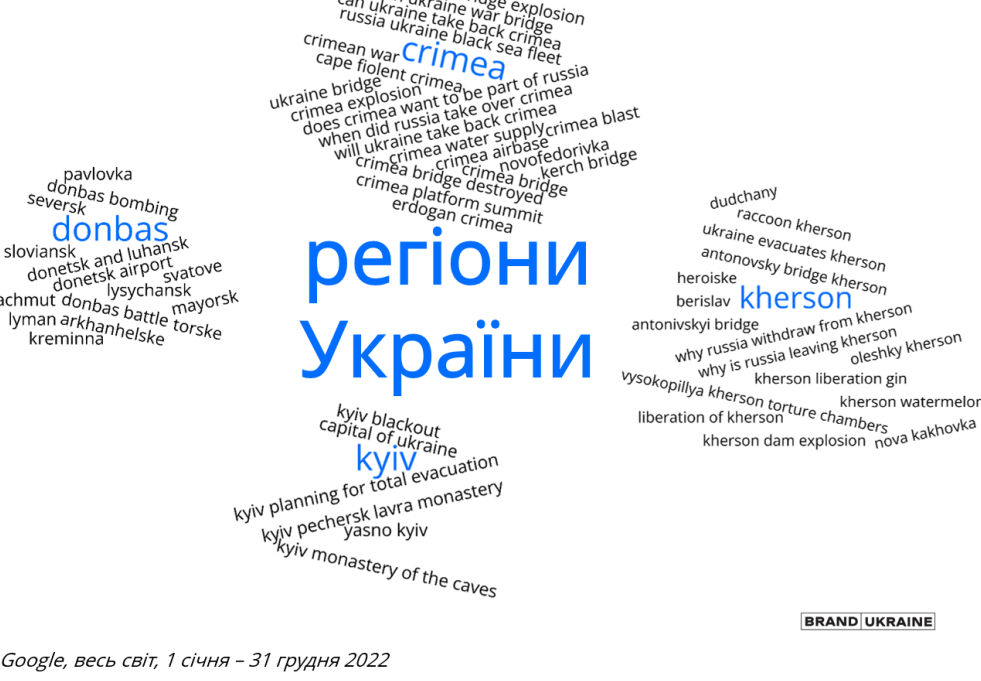 explosion
ukraine war bridge
can ukraine take back crimea
russia ukraine black sea fleet
crimean war
crimea
cape fiolent crimea
ukraine bridge
crimea explosion
does crimea want to be part of russia
when did russia take over crimea
will ukraine take back crimea
crimea water supply
crimea blast
crimea airbase
novofedorivka
kerch bridge
crimea bridge
crimea bridge destroyed
crimea platform summit
erdogan crimea
pavlovka
donbas bombing
seversk
donbas
sloviansk
donetsk and luhansk
donetsk airport
svatove
lysychansk
mayorsk
achmut
donbas battle
torske
lyman
arkhanhelske
kreminna
регіони
України
dudchany
raccoon kherson
ukraine evacuates kherson
antonovsky bridge kherson
heroiske
berislav
kherson
antonivskyi bridge
why russia withdraw from kherson
why is russia leaving kherson
oleshky kherson
vysokopillya
kherson torture chambers
kherson liberation gin
kherson watermelon
liberation of kherson
kherson dam explosion
nova kakhovka
kyiv blackout
capital of ukraine
kyiv
kyiv planning for total evacuation
kyiv pechersk lavra monastery
yasno kyiv
kyiv monastery of the caves
BRAND UKRAINE
Google, весь світ, 1 січня – 31 грудня 2022